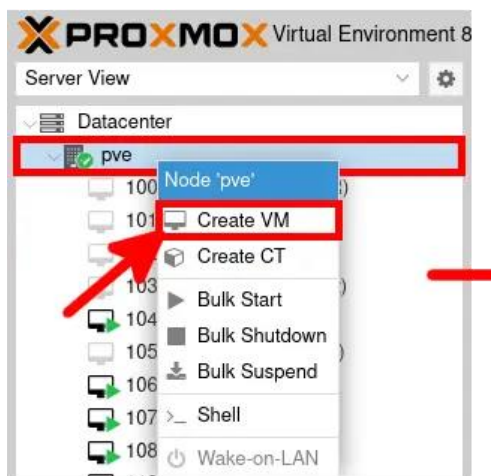 PROXMOX Virtual Environment 8
Server View
Datacenter
pve
Node 'pve'
100
)
101
Create VM
Create CT
103
)
Bulk Start
104
Bulk Shutdown
105
)
Bulk Suspend
106
107
>_ Shell
108
Wake-on-LAN